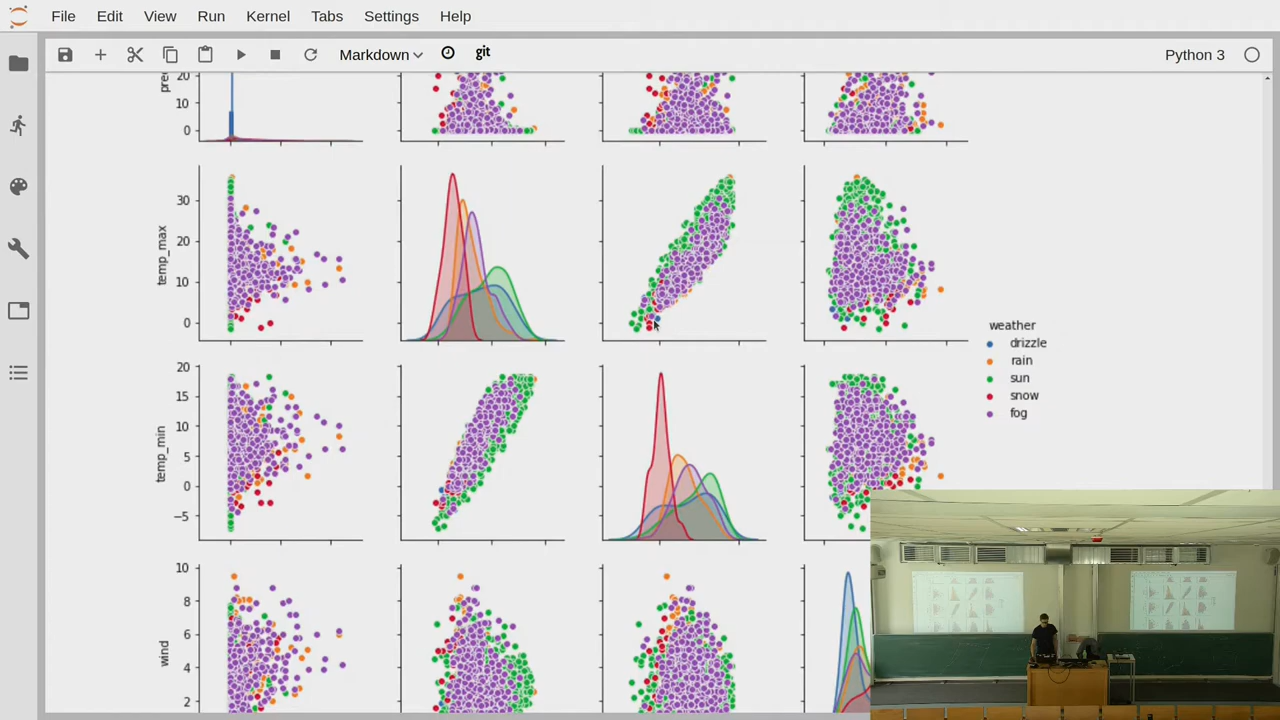 File Edit View Run Kernel Tabs Settings Help
Markdown git Python 3
20
10
0
30
temp_max
20
10
0
weather
drizzle
rain
sun
snow
fog
20
15
temp_min
10
5
0
−5
10
8
wind
6
4
2